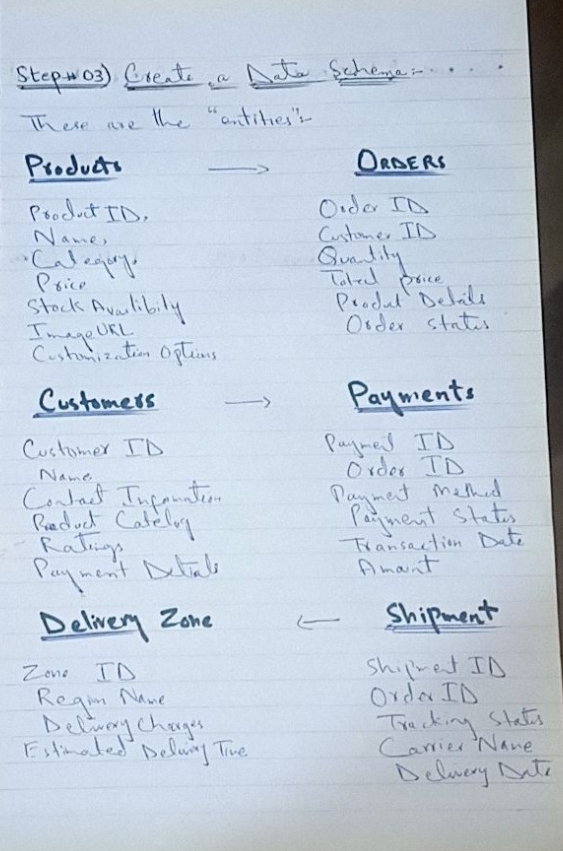 Step# 03) Create a Data Schema:- . . . .
These are the "entities":-
Products → ORDERS
Product ID,
Name,
Category,
Price
Stock Availibily
Image URL
Customization Options
Order ID
Customer ID
Quantity
Total price
Product Details
Order status
Customers → Payments
Customer ID
Name
Contact Information
Product Catelog
Ratings
Payment Detials
Payment ID
Order ID
Payment Method
Payment Status
Transaction Date
Amount
Delivery Zone ← Shipment
Zone ID
Region Name
Delivery Charges
Estimated Delivery Time
Shipment ID
Order ID
Tracking Status
Carrier Name
Delivery Date